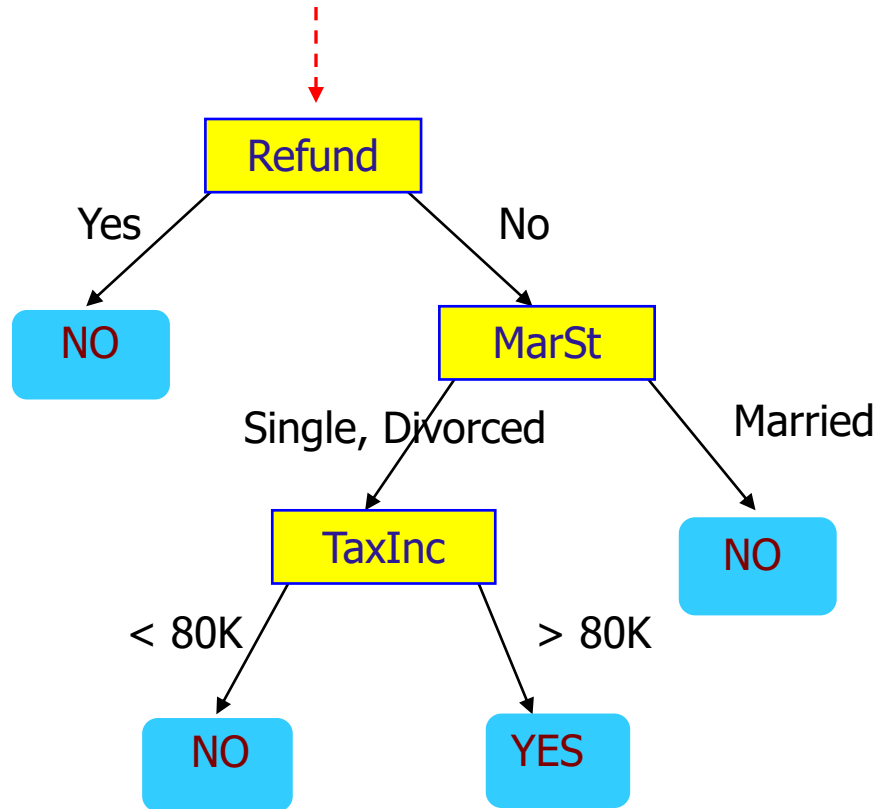 Refund
Yes
No
NO
MarSt
Single, Divorced
Married
TaxInc
NO
< 80K
> 80K
NO
YES